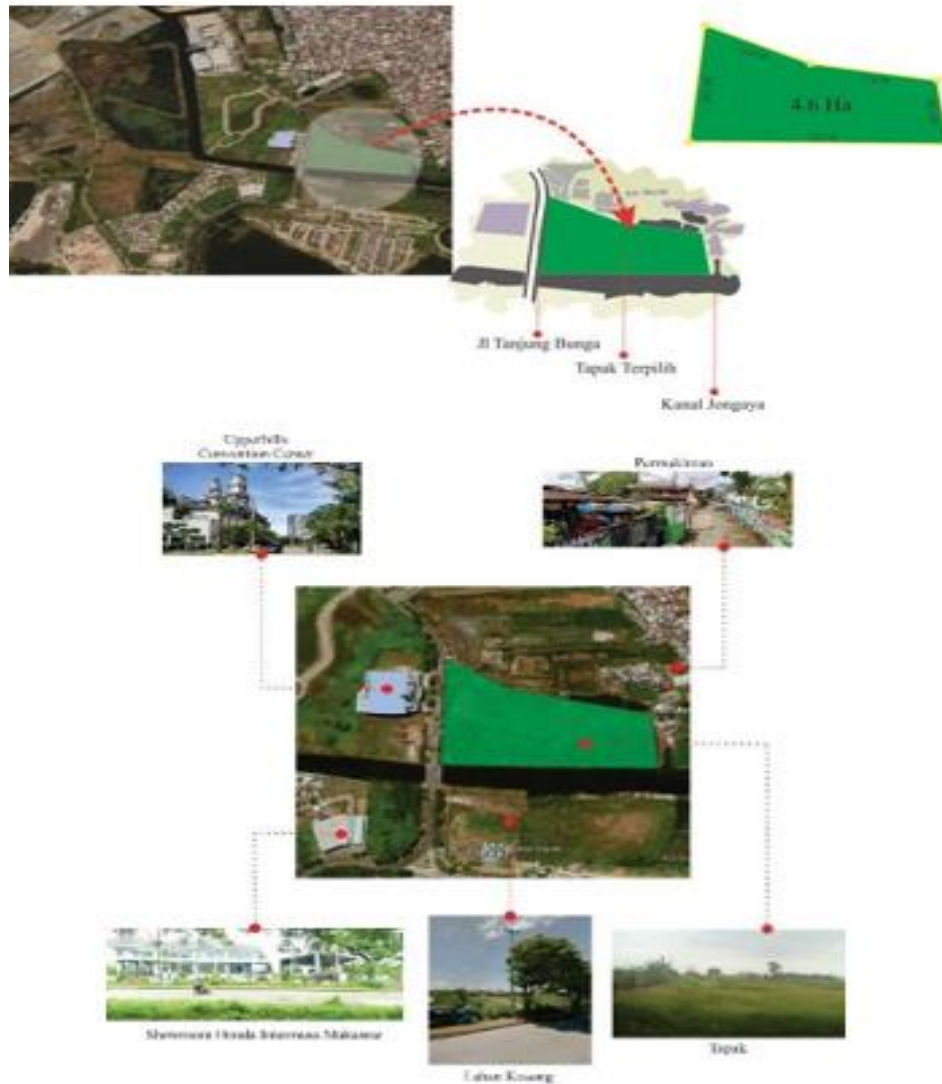 4.6 Ha
Jl Tanjung Bunga
Tapak Terpilih
Kanal Jongaya
Upperhills
Convention Center
Permukiman
Showroom Honda Makassar
Lahan Kosong
Tapak